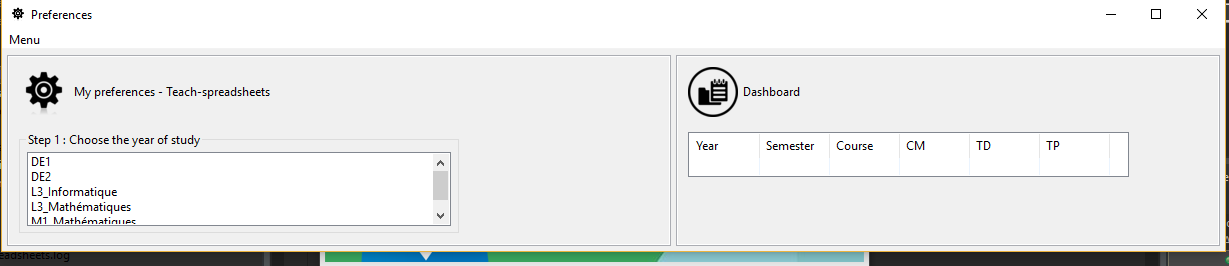 Preferences
Menu
My preferences - Teach-spreadsheets
Step 1 : Choose the year of study
DE1
DE2
L3_Informatique
L3_Mathématiques
M1_Mathématiques
Dashboard
Year Semester Course CM TD TP
eadsheets.log